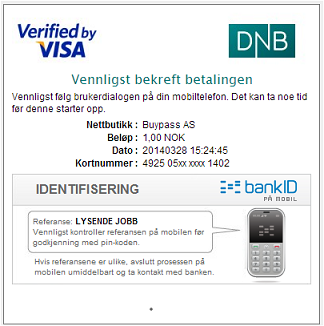 Verified by
VISA
DNB
Vennligst bekreft betalingen
Vennligst følg brukerdialogen på din mobiltelefon. Det kan ta noe tid
før denne starter opp.
Nettbutikk : Buypass AS
Beløp : 1,00 NOK
Dato : 20140328 15:24:45
Kortnummer : 4925 05xx xxxx 1402
IDENTIFISERING
bankID
PÅ MOBIL
Referanse: LYSENDE JOBB
Vennligst kontroller referansen på mobilen før
godkjenning med pin-koden.
Hvis referansene er ulike, avslutt prosessen på
mobilen umiddelbart og ta kontakt med banken.